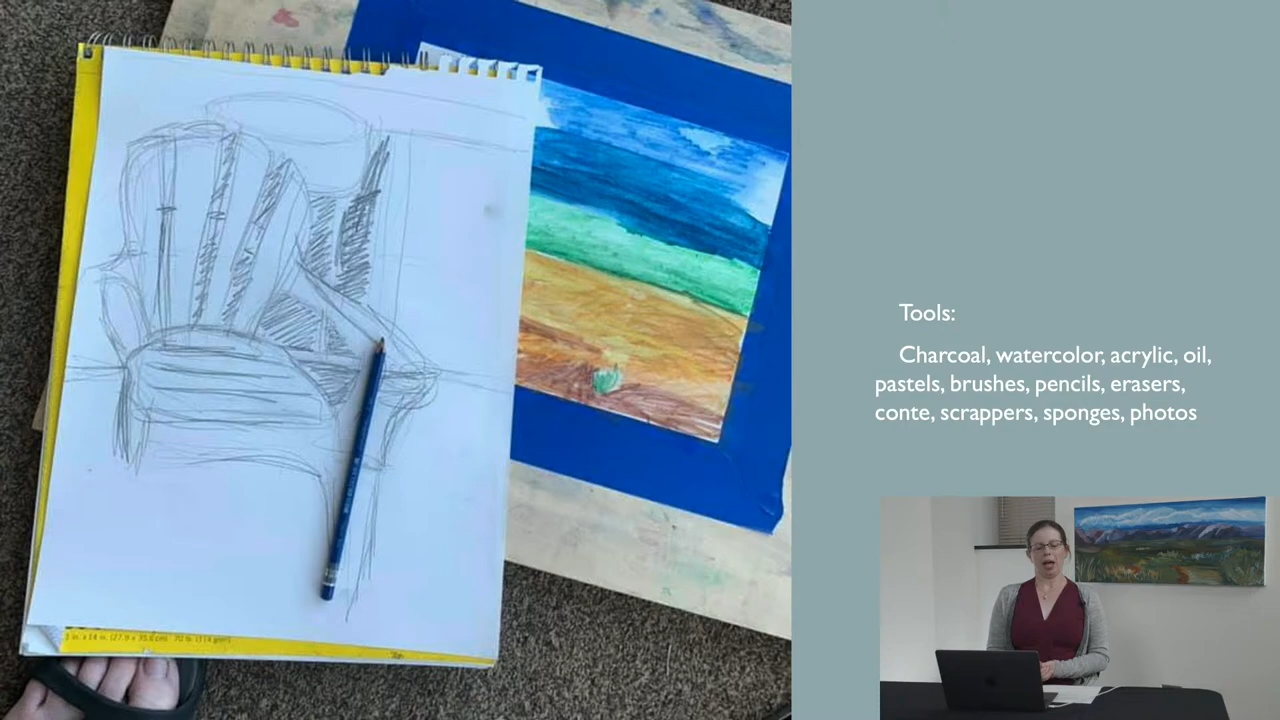 Tools:
Charcoal, watercolor, acrylic, oil,
pastels, brushes, pencils, erasers,
conte, scrappers, sponges, photos